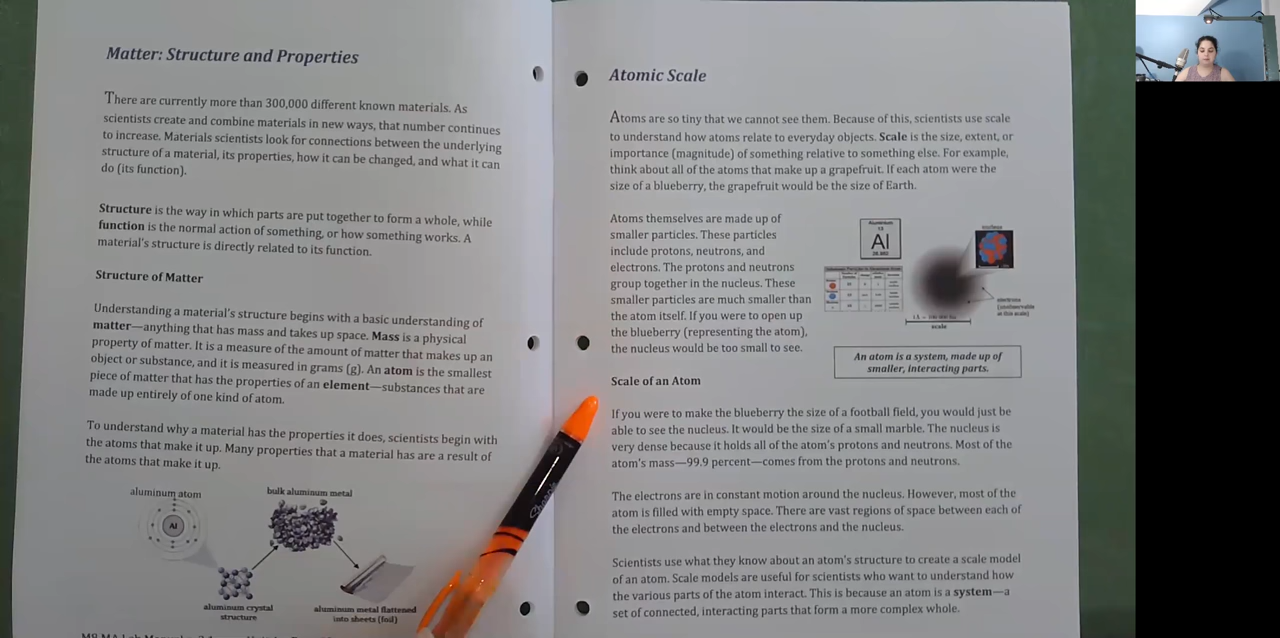 Matter: Structure and Properties
There are currently more than 300,000 different known materials. As
scientists create and combine materials in new ways, that number continues
to increase. Materials scientists look for connections between the underlying
structure of a material, its properties, how it can be changed, and what it can
do (its function).
Structure is the way in which parts are put together to form a whole, while
function is the normal action of something, or how something works. A
material's structure is directly related to its function.
Structure of Matter
Understanding a material's structure begins with a basic understanding of
matter—anything that has mass and takes up space. Mass is a physical
property of matter. It is a measure of the amount of matter that makes up an
object or substance, and it is measured in grams (g). An atom is the smallest
piece of matter that has the properties of an element—substances that are
made up entirely of one kind of atom.
To understand why a material has the properties it does, scientists begin with
the atoms that make it up. Many properties that a material has are a result of
the atoms that make it up.
aluminum atom
bulk aluminum metal
Al
aluminum crystal
structure
aluminum metal flattened
into sheets (foil)
Atomic Scale
Atoms are so tiny that we cannot see them. Because of this, scientists use scale
to understand how atoms relate to everyday objects. Scale is the size, extent, or
importance (magnitude) of something relative to something else. For example,
think about all of the atoms that make up a grapefruit. If each atom were the
size of a blueberry, the grapefruit would be the size of Earth.
Atoms themselves are made up of
smaller particles. These particles
include protons, neutrons, and
electrons. The protons and neutrons
group together in the nucleus. These
smaller particles are much smaller than
the atom itself. If you were to open up
the blueberry (representing the atom),
the nucleus would be too small to see.
Aluminum
13
Al
nucleus
electrons
(unobservable
at this scale)
scale
An atom is a system, made up of
smaller, interacting parts.
Scale of an Atom
If you were to make the blueberry the size of a football field, you would just be
able to see the nucleus. It would be the size of a small marble. The nucleus is
very dense because it holds all of the atom's protons and neutrons. Most of the
atom's mass—99.9 percent—comes from the protons and neutrons.
The electrons are in constant motion around the nucleus. However, most of the
atom is filled with empty space. There are vast regions of space between each of
the electrons and between the electrons and the nucleus.
Scientists use what they know about an atom's structure to create a scale model
of an atom. Scale models are useful for scientists who want to understand how
the various parts of the atom interact. This is because an atom is a system—a
set of connected, interacting parts that form a more complex whole.
Sharpie